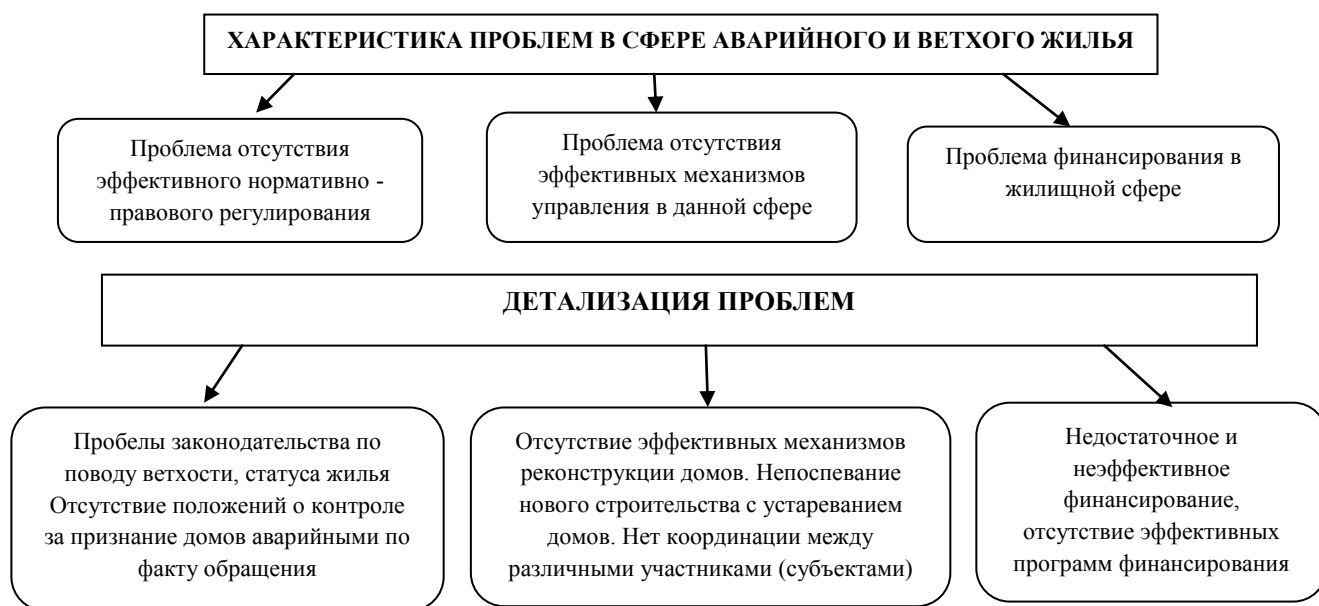 ХАРАКТЕРИСТИКА ПРОБЛЕМ В СФЕРЕ АВАРИЙНОГО И ВЕТХОГО ЖИЛЬЯ
Проблема отсутствия
эффективного нормативно -
правового регулирования
Проблема отсутствия
эффективных механизмов
управления в данной сфере
Проблема финансирования в
жилищной сфере
ДЕТАЛИЗАЦИЯ ПРОБЛЕМ
Пробелы законодательства по
поводу ветхости, статуса жилья
Отсутствие положений о контроле
за признание домов аварийными по
факту обращения
Отсутствие эффективных механизмов
реконструкции домов. Непоспевание
нового строительства с устареванием
домов. Нет координации между
различными участниками (субъектами)
Недостаточное и
неэффективное
финансирование,
отсутствие эффективных
программ финансирования